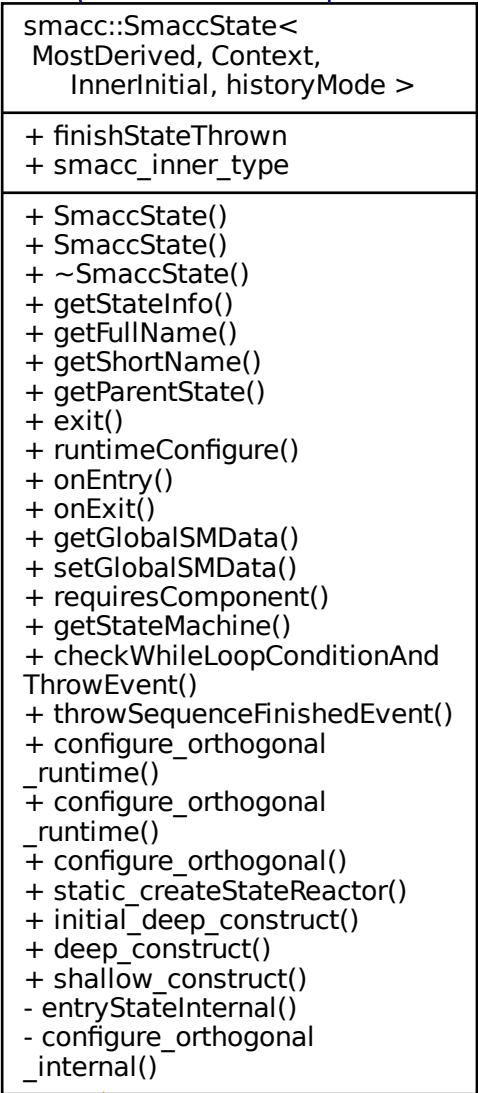 smacc::SmaccState<
MostDerived, Context,
InnerInitial, historyMode >
+ finishStateThrown
+ smacc_inner_type
+ SmaccState()
+ SmaccState()
+ ~SmaccState()
+ getStateInfo()
+ getFullName()
+ getShortName()
+ getParentState()
+ exit()
+ runtimeConfigure()
+ onEntry()
+ onExit()
+ getGlobalSMData()
+ setGlobalSMData()
+ requiresComponent()
+ getStateMachine()
+ checkWhileLoopConditionAnd
ThrowEvent()
+ throwSequenceFinishedEvent()
+ configure_orthogonal
_runtime()
+ configure_orthogonal
_runtime()
+ configure_orthogonal()
+ static_createStateReactor()
+ initial_deep_construct()
+ deep_construct()
+ shallow_construct()
- entryStateInternal()
- configure_orthogonal
_internal()